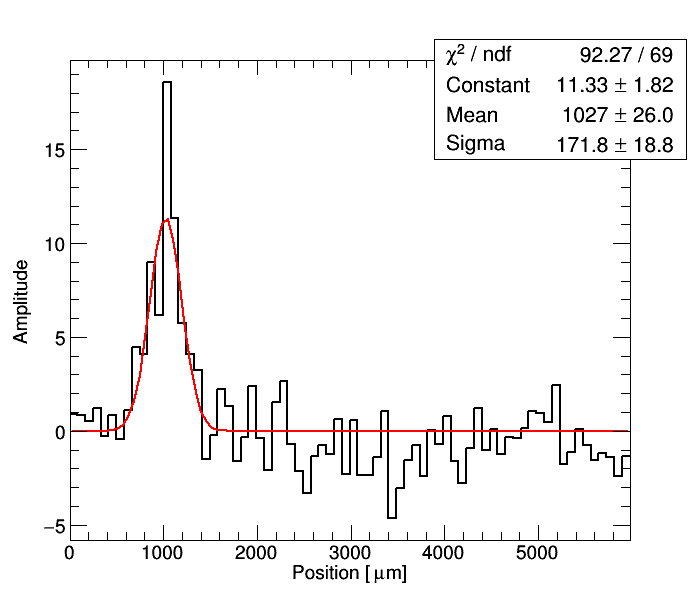 χ² / ndf 92.27 / 69
Constant 11.33 ± 1.82
Mean 1027 ± 26.0
Sigma 171.8 ± 18.8
15
10
5
0
−5
Amplitude
0 1000 2000 3000 4000 5000
Position [ μm]